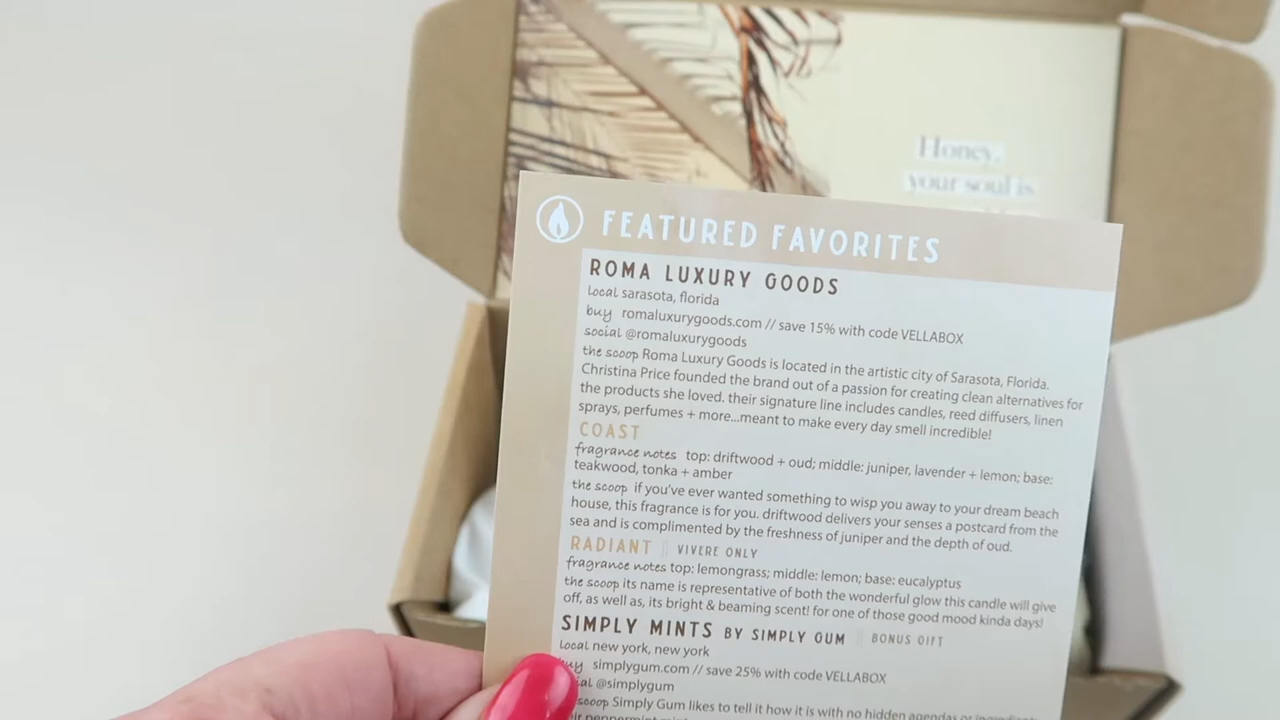 Honey,
your soul is
FEATURED FAVORITES
ROMA LUXURY GOODS
local sarasota, florida
buy romaluxurygoods.com // save 15% with code VELLABOX
social @romaluxurygoods
the scoop Roma Luxury Goods is located in the artistic city of Sarasota, Florida.
Christina Price founded the brand out of a passion for creating clean alternatives for
the products she loved. their signature line includes candles, reed diffusers, linen
sprays, perfumes + more...meant to make every day smell incredible!
COAST
fragrance notes top: driftwood + oud; middle: juniper, lavender + lemon; base:
teakwood, tonka + amber
the scoop if you've ever wanted something to wisp you away to your dream beach
house, this fragrance is for you. driftwood delivers your senses a postcard from the
sea and is complimented by the freshness of juniper and the depth of oud.
RADIANT || VIVERE ONLY
fragrance notes top: lemongrass; middle: lemon; base: eucalyptus
the scoop its name is representative of both the wonderful glow this candle will give
off, as well as, its bright & beaming scent! for one of those good mood kinda days!
SIMPLY MINTS BY SIMPLY GUM || BONUS GIFT
local new york, new york
buy simplygum.com // save 25% with code VELLABOX
@simplygum
scoop Simply Gum likes to tell it how it is with no hidden agendas or
peppermint